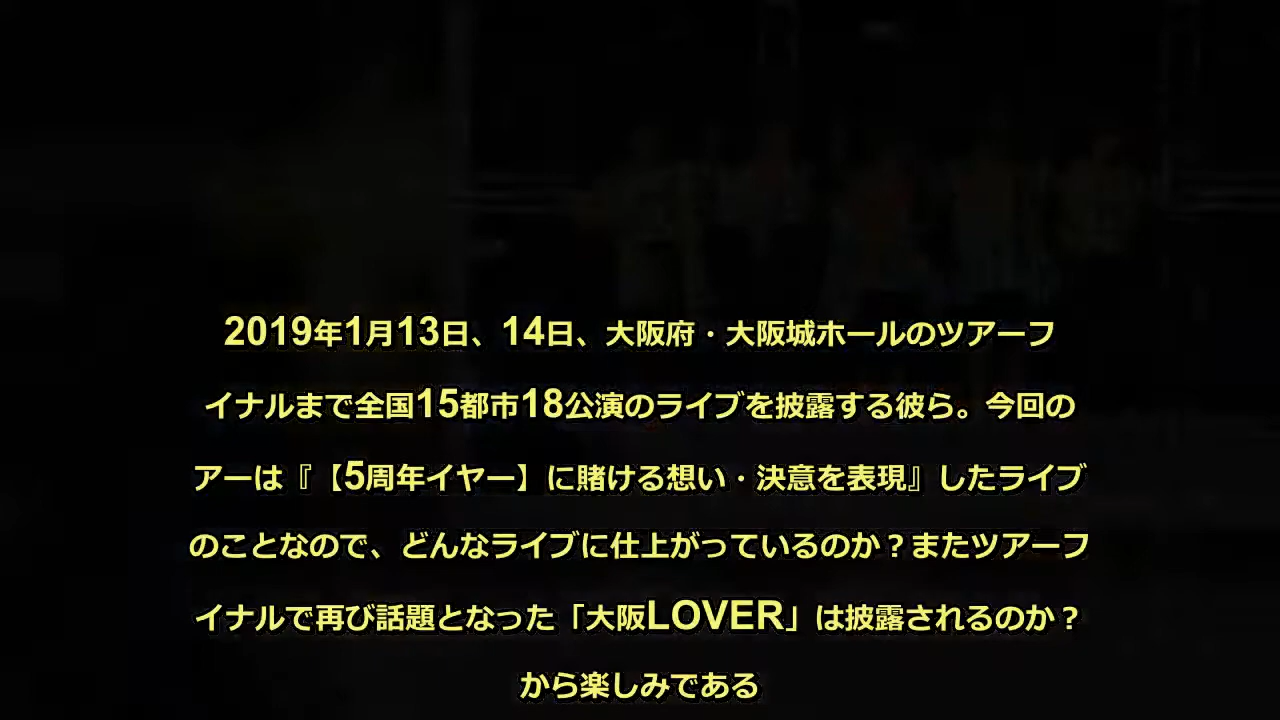 2019年1月13日、14日、大阪府・大阪城ホールのツアーフ
イナルまで全国15都市18公演のライブを披露する彼ら。今回の
アーは『【5周年イヤー】に賭ける想い・決意を表現』したライブ
のことなので、どんなライブに仕上がっているのか？またツアーフ
イナルで再び話題となった「大阪LOVER」は披露されるのか？
から楽しみである